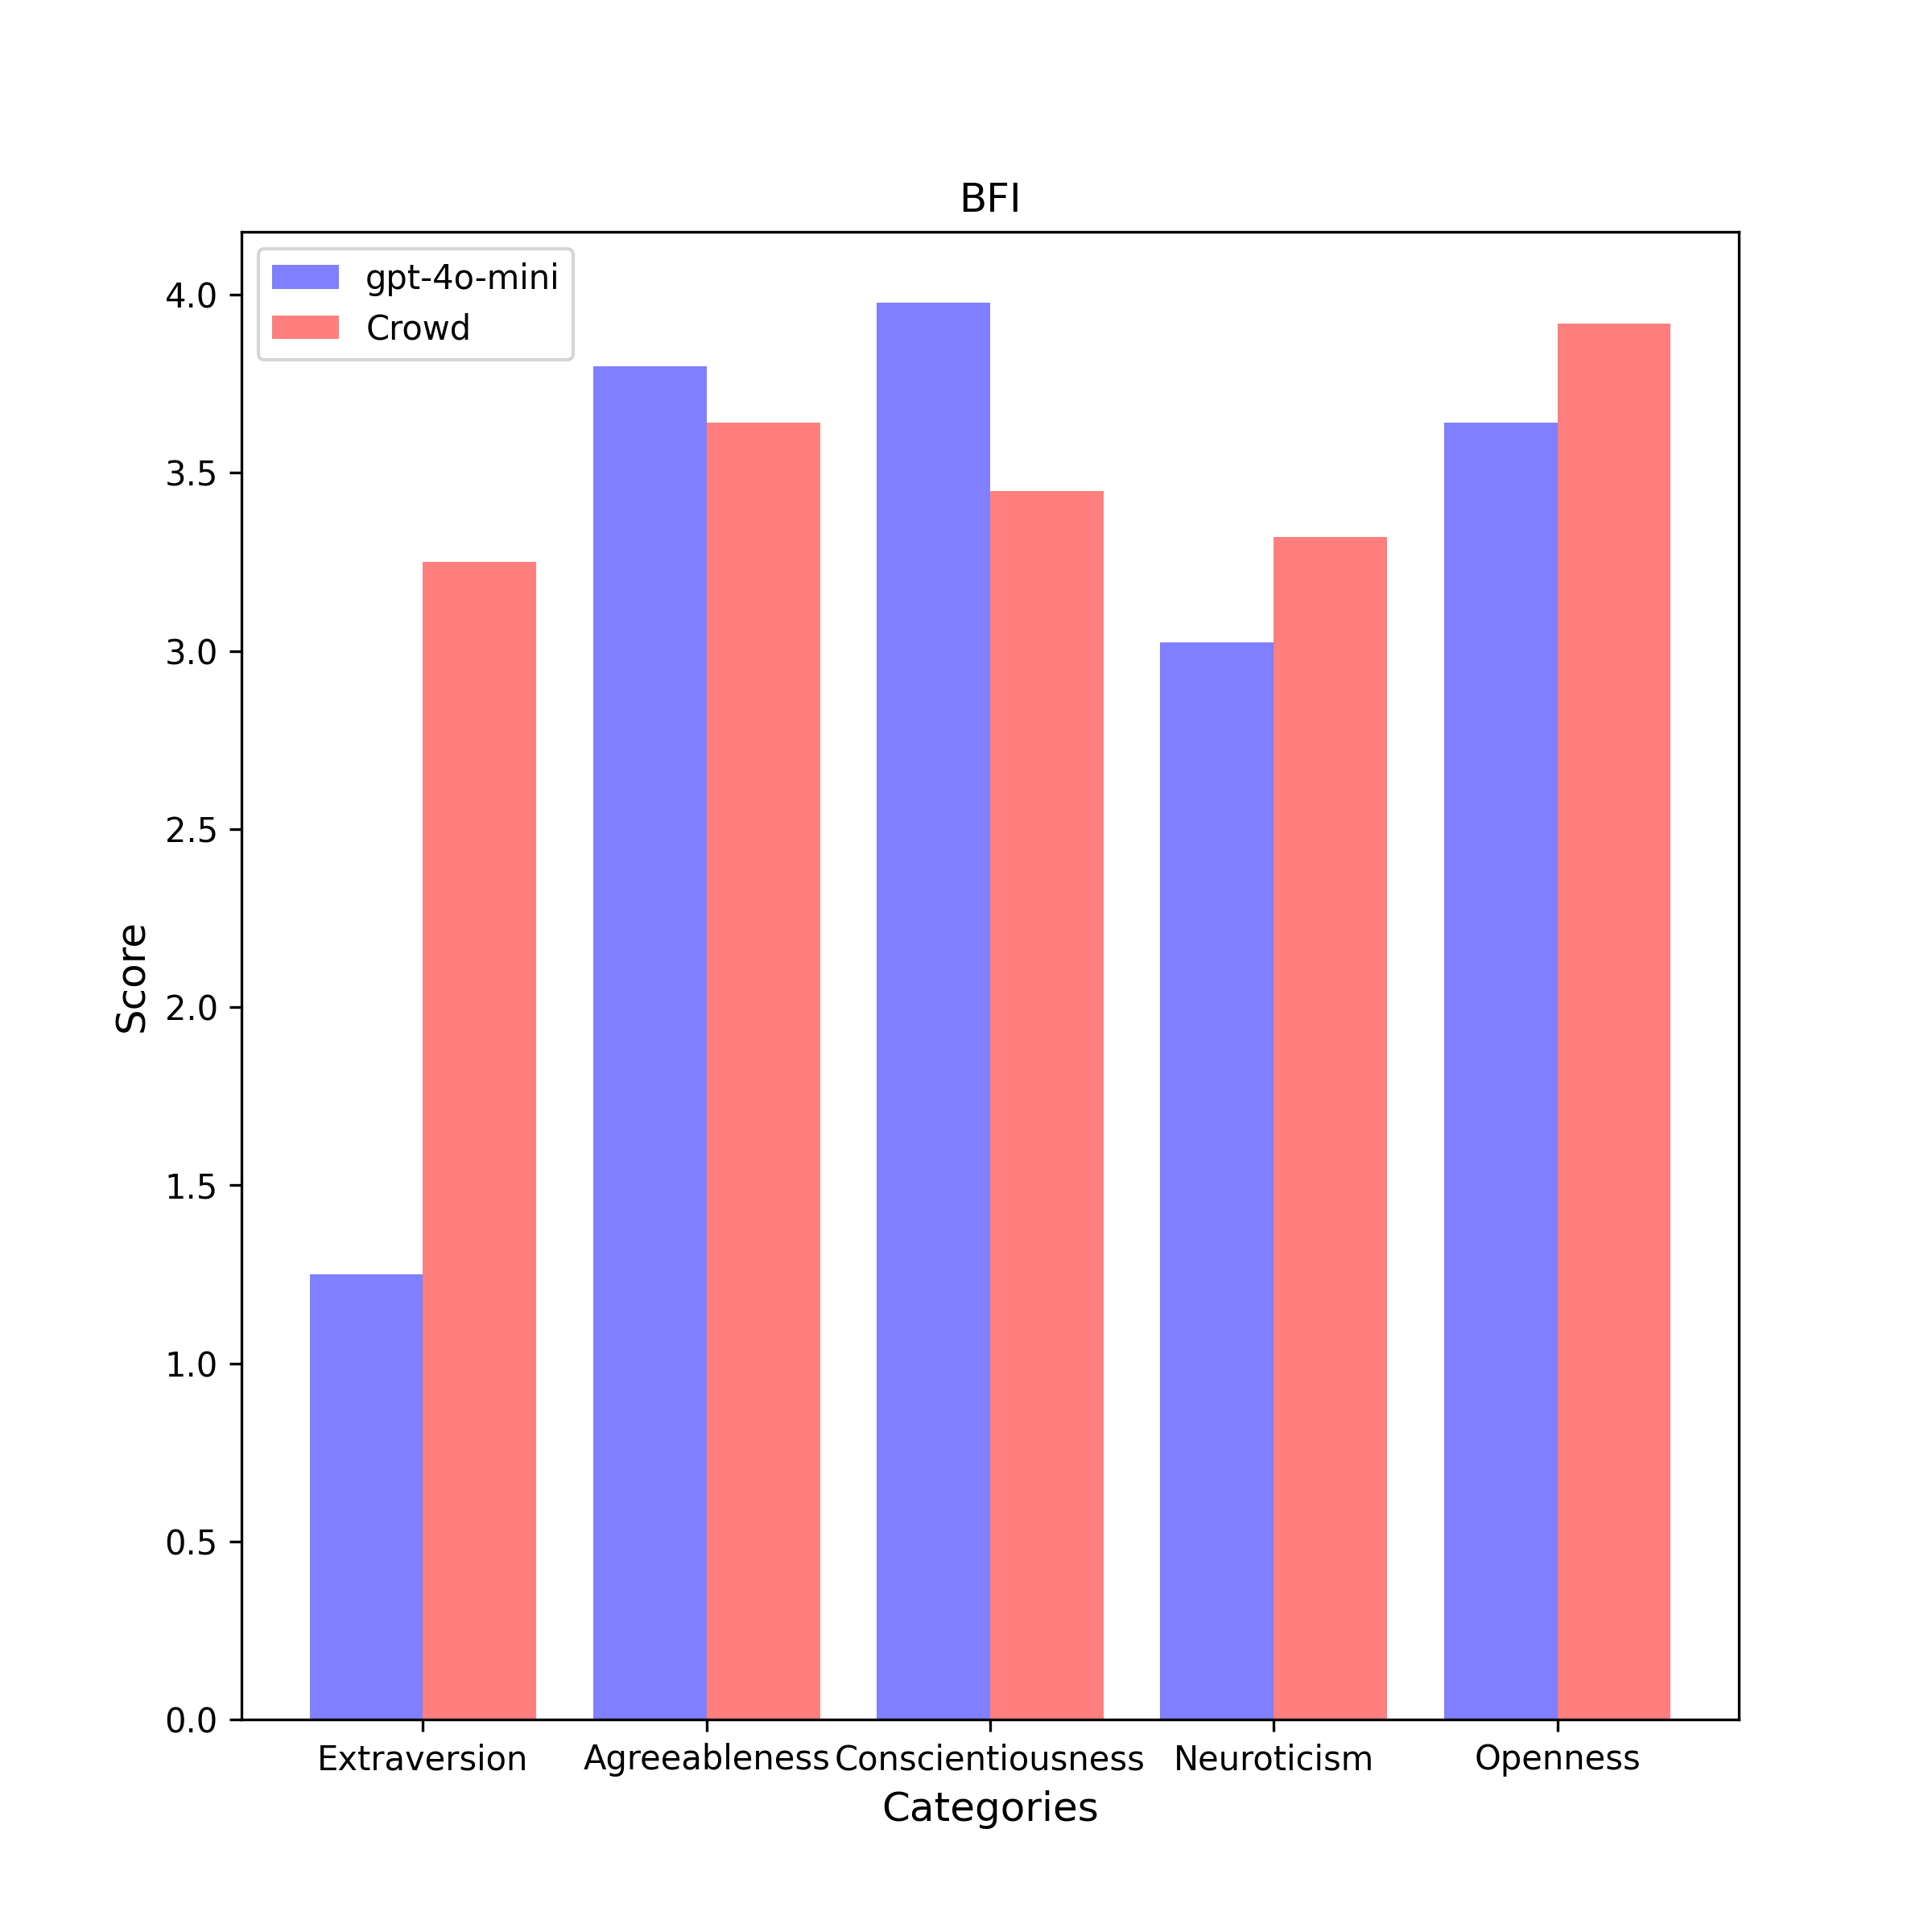 BFI
gpt-4o-mini
Crowd
4.0
3.5
3.0
2.5
2.0
1.5
1.0
0.5
0.0
Score
Extraversion Agreeableness Conscientiousness Neuroticism Openness
Categories